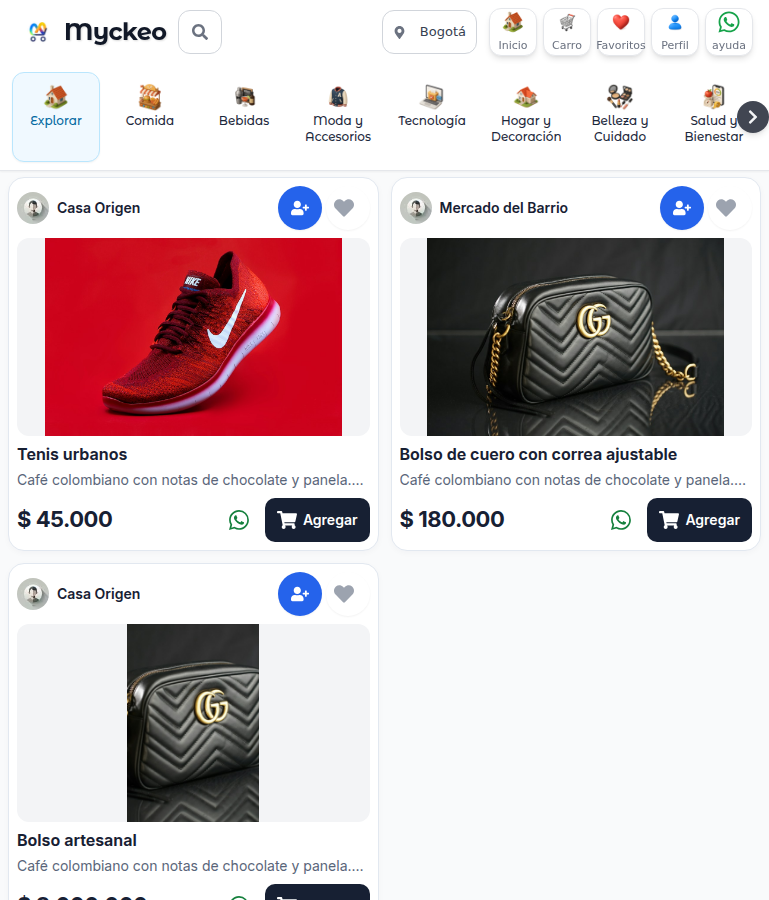 Myckeo
Bogotá
Inicio
Carro
Favoritos
Perfil
ayuda
Explorar
Comida
Bebidas
Moda y
Accesorios
Tecnología
Hogar y
Decoración
Belleza y
Cuidado
Salud y
Bienestar
Casa Origen
NIKE
Tenis urbanos
Café colombiano con notas de chocolate y panela....
$ 45.000
Agregar
Mercado del Barrio
GG
Bolso de cuero con correa ajustable
Café colombiano con notas de chocolate y panela....
$ 180.000
Agregar
Casa Origen
GG
Bolso artesanal
Café colombiano con notas de chocolate y panela....